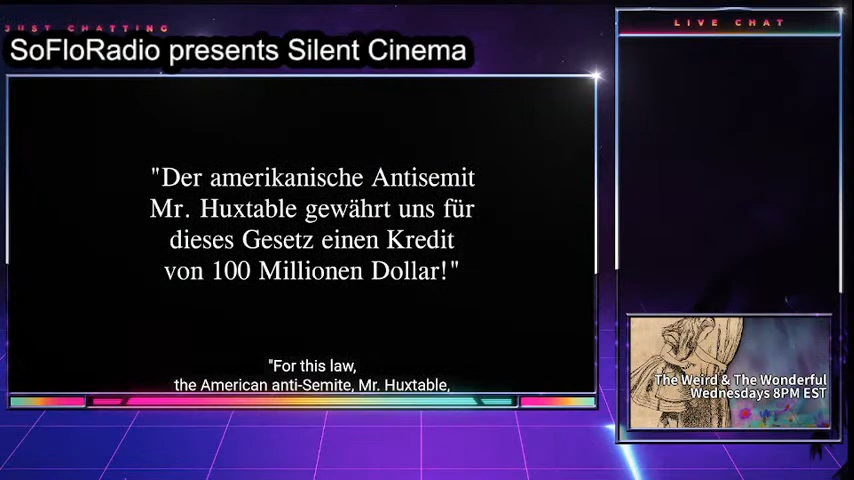 JUST CHATTING
SoFloRadio presents Silent Cinema
"Der amerikanische Antisemit
Mr. Huxtable gewährt uns für
dieses Gesetz einen Kredit
von 100 Millionen Dollar!"
"For this law,
the American anti-Semite, Mr. Huxtable,
LIVE CHAT
The Weird & The Wonderful
Wednesdays 8PM EST